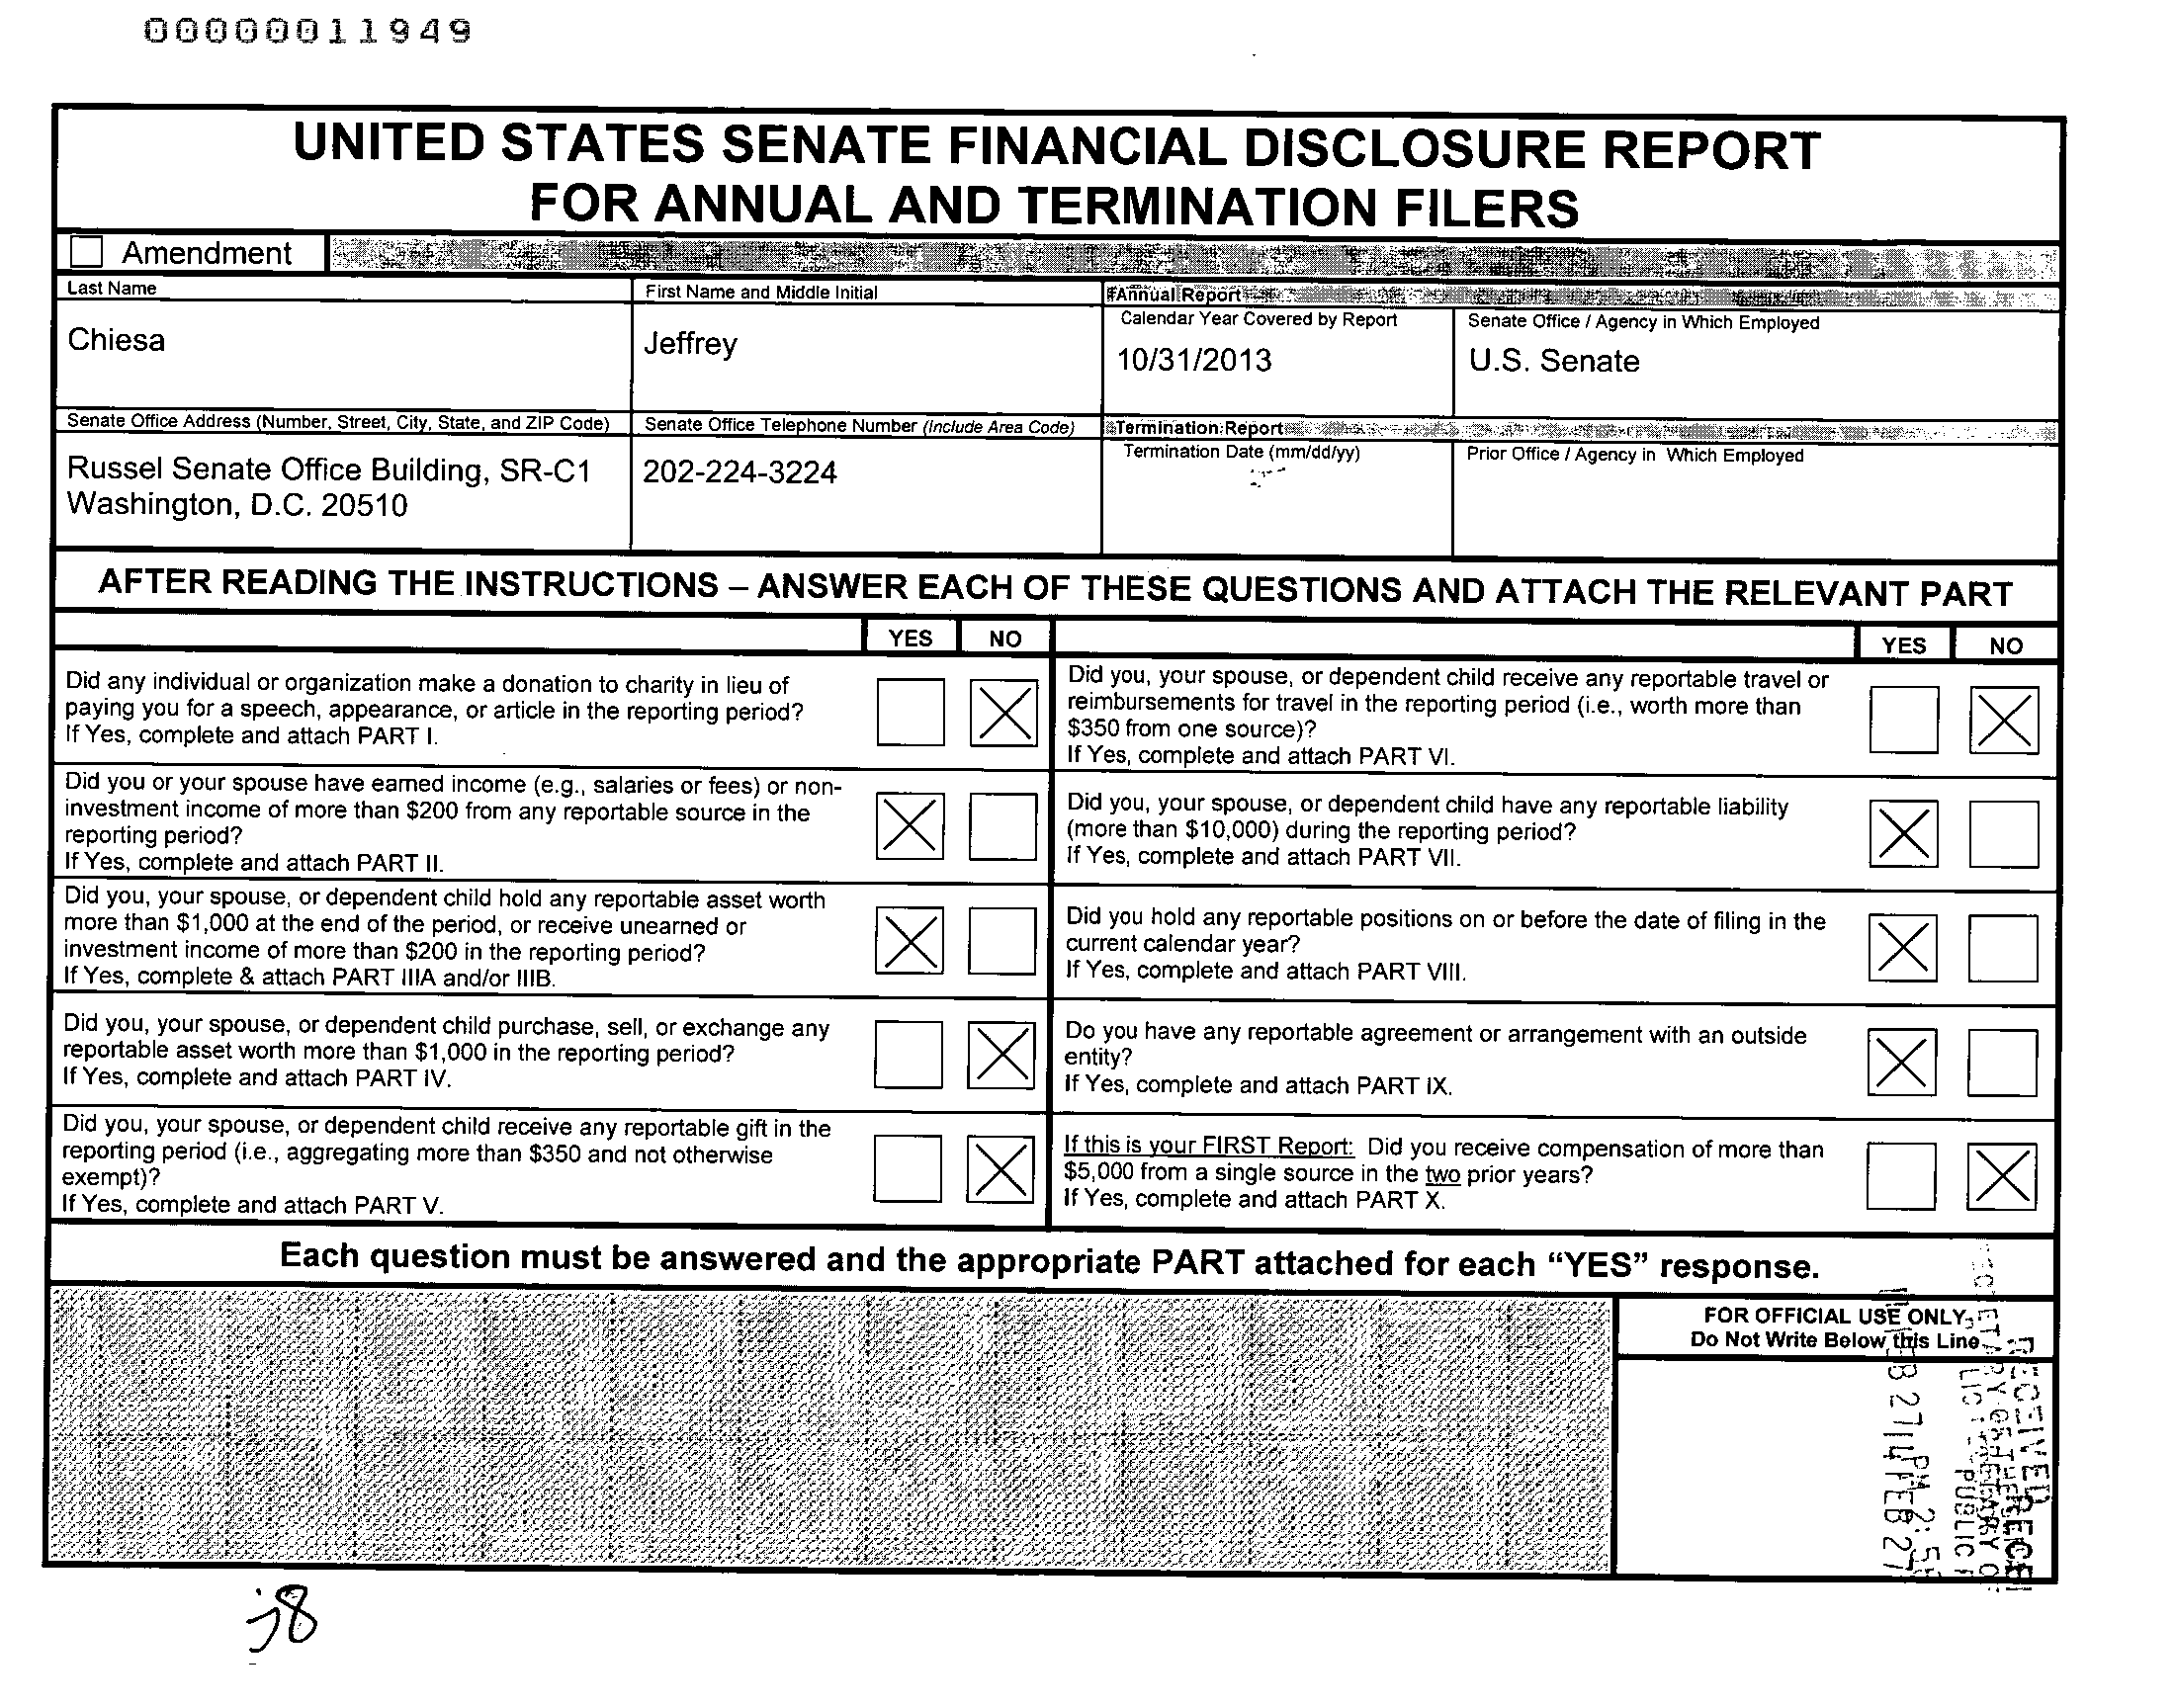 00000011949
UNITED STATES SENATE FINANCIAL DISCLOSURE REPORT
FOR ANNUAL AND TERMINATION FILERS
Amendment
Last Name
First Name and Middle Initial
Annual Report
Chiesa
Jeffrey
Calendar Year Covered by Report
Senate Office / Agency in Which Employed
10/31/2013
U.S. Senate
Senate Office Address (Number, Street, City, State, and ZIP Code)
Senate Office Telephone Number (Include Area Code)
Termination Report
Russel Senate Office Building, SR-C1
Washington, D.C. 20510
202-224-3224
Termination Date (mm/dd/yy)
Prior Office / Agency in Which Employed
AFTER READING THE INSTRUCTIONS – ANSWER EACH OF THESE QUESTIONS AND ATTACH THE RELEVANT PART
YES NO
YES NO
Did any individual or organization make a donation to charity in lieu of
paying you for a speech, appearance, or article in the reporting period?
If Yes, complete and attach PART I.
Did you, your spouse, or dependent child receive any reportable travel or
reimbursements for travel in the reporting period (i.e., worth more than
$350 from one source)?
If Yes, complete and attach PART VI.
Did you or your spouse have earned income (e.g., salaries or fees) or non-
investment income of more than $200 from any reportable source in the
reporting period?
If Yes, complete and attach PART II.
Did you, your spouse, or dependent child have any reportable liability
(more than $10,000) during the reporting period?
If Yes, complete and attach PART VII.
Did you, your spouse, or dependent child hold any reportable asset worth
more than $1,000 at the end of the period, or receive unearned or
investment income of more than $200 in the reporting period?
If Yes, complete & attach PART IIIA and/or IIIB.
Did you hold any reportable positions on or before the date of filing in the
current calendar year?
If Yes, complete and attach PART VIII.
Did you, your spouse, or dependent child purchase, sell, or exchange any
reportable asset worth more than $1,000 in the reporting period?
If Yes, complete and attach PART IV.
Do you have any reportable agreement or arrangement with an outside
entity?
If Yes, complete and attach PART IX.
Did you, your spouse, or dependent child receive any reportable gift in the
reporting period (i.e., aggregating more than $350 and not otherwise
exempt)?
If Yes, complete and attach PART V.
If this is your FIRST Report: Did you receive compensation of more than
$5,000 from a single source in the two prior years?
If Yes, complete and attach PART X.
Each question must be answered and the appropriate PART attached for each “YES” response.
FOR OFFICIAL USE ONLY
Do Not Write Below this Line
RECEIVED
PUBLIC
PM 2:5
FEB 27